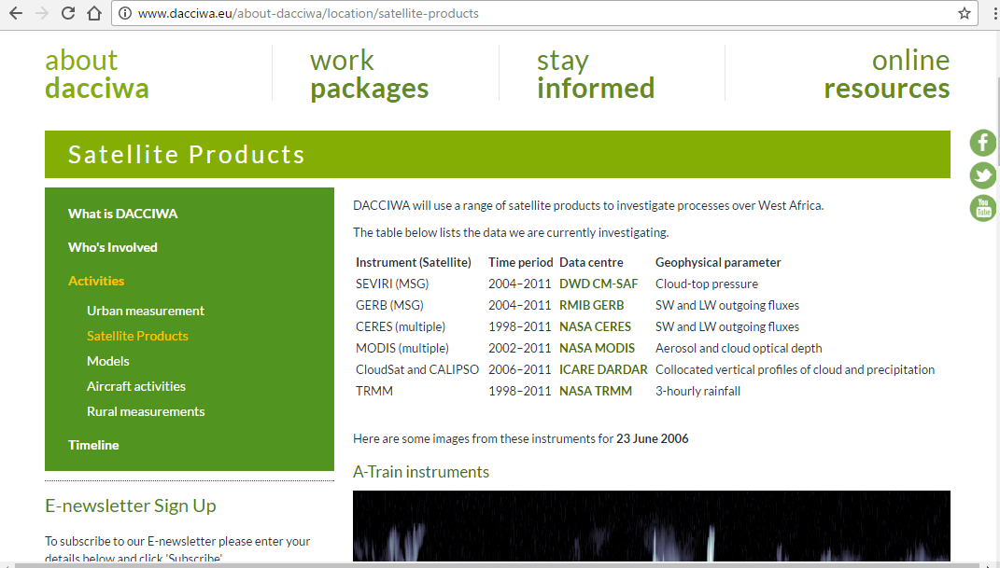 www.dacciwa.eu/about-dacciwa/location/satellite-products
about
dacciwa
work
packages
stay
informed
online
resources
Satellite Products
What is DACCIWA
Who's Involved
Activities
Urban measurement
Satellite Products
Models
Aircraft activities
Rural measurements
Timeline
E-newsletter Sign Up
To subscribe to our E-newsletter please enter your
details below and click 'Subscribe'
DACCIWA will use a range of satellite products to investigate processes over West Africa.
The table below lists the data we are currently investigating.
Instrument (Satellite) Time period Data centre Geophysical parameter
SEVIRI (MSG) 2004–2011 DWD CM-SAF Cloud-top pressure
GERB (MSG) 2004–2011 RMIB GERB SW and LW outgoing fluxes
CERES (multiple) 1998–2011 NASA CERES SW and LW outgoing fluxes
MODIS (multiple) 2002–2011 NASA MODIS Aerosol and cloud optical depth
CloudSat and CALIPSO 2006–2011 ICARE DARDAR Collocated vertical profiles of cloud and precipitation
TRMM 1998–2011 NASA TRMM 3-hourly rainfall
Here are some images from these instruments for 23 June 2006
A-Train instruments
You
Tube